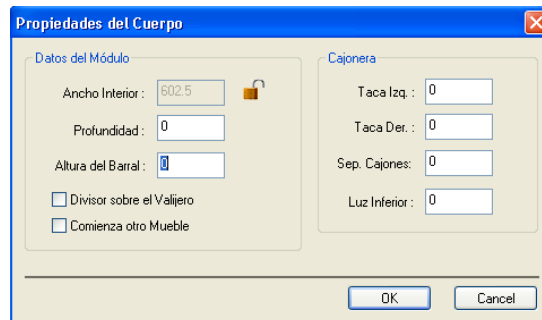 Propiedades del Cuerpo
Datos del Módulo
Ancho Interior : 602.5
Profundidad : 0
Altura del Barral : 0
Divisor sobre el Valijero
Comienza otro Mueble
Cajonera
Taca Izq. : 0
Taca Der. : 0
Sep. Cajones: 0
Luz Inferior : 0
OK
Cancel